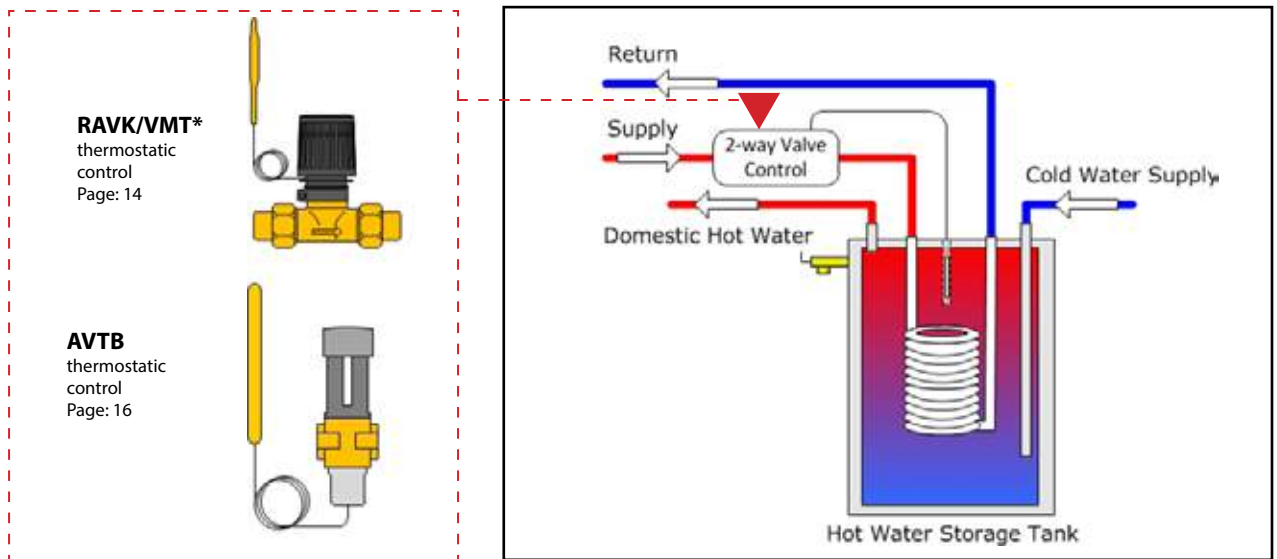 RAVK/VMT*
thermostatic
control
Page: 14
AVTB
thermostatic
control
Page: 16
Return
Supply
2-way Valve
Control
Cold Water Supply
Domestic Hot Water
Hot Water Storage Tank